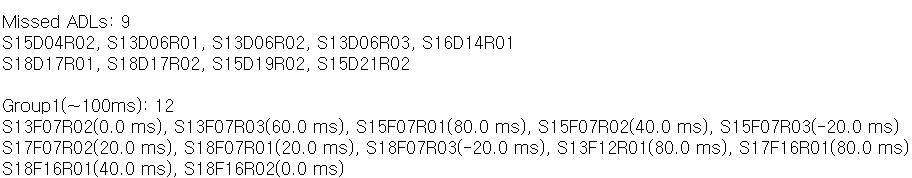 Missed ADLs: 9
S15D04R02, S13D06R01, S13D06R02, S13D06R03, S16D14R01
S18D17R01, S18D17R02, S15D19R02, S15D21R02
Group1(~100ms): 12
S13F07R02(0.0 ms), S13F07R03(60.0 ms), S15F07R01(80.0 ms), S15F07R02(40.0 ms), S15F07R03(-20.0 ms)
S17F07R02(20.0 ms), S18F07R01(20.0 ms), S18F07R03(-20.0 ms), S13F12R01(80.0 ms), S17F16R01(80.0 ms)
S18F16R01(40.0 ms), S18F16R02(0.0 ms)